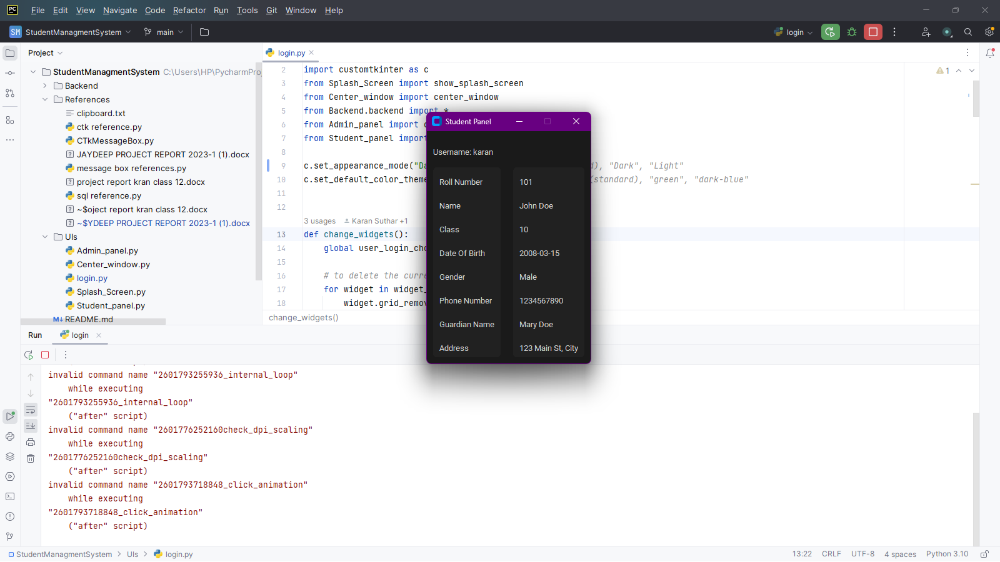 PC File Edit View Navigate Code Refactor Run Tools Git Window Help
SM StudentManagmentSystem main login
Project
login.py
StudentManagmentSystem C:\Users\HP\PycharmPro
Backend
References
clipboard.txt
ctk reference.py
CTkMessageBox.py
JAYDEEP PROJECT REPORT 2023-1 (1).docx
message box references.py
project report kran class 12.docx
sql reference.py
~$oject report kran class 12.docx
~$YDEEP PROJECT REPORT 2023-1 (1).docx
UIs
Admin_panel.py
Center_window.py
login.py
Splash_Screen.py
Student_panel.py
README.md
1
2 import customtkinter as c
3 from Splash_Screen import show_splash_screen
4 from Center_window import center_window
5 from Backend.backend import *
6 from Admin_panel import
7 from Student_panel import
8
9 c.set_appearance_mode("Da d), "Dark", "Light"
10 c.set_default_color_theme (standard), "green", "dark-blue"
11
12
3 usages Karan Suthar +1
13 def change_widgets():
14 global user_login_cho
15
16 # to delete the curre
17 for widget in widget_
18 widget.grid_remov
change_widgets()
Student Panel
Username: karan
Roll Number 101
Name John Doe
Class 10
Date Of Birth 2008-03-15
Gender Male
Phone Number 1234567890
Guardian Name Mary Doe
Address 123 Main St, City
Run login
invalid command name "2601793255936_internal_loop"
while executing
"2601793255936_internal_loop"
("after" script)
invalid command name "2601776252160check_dpi_scaling"
while executing
"2601776252160check_dpi_scaling"
("after" script)
invalid command name "2601793718848_click_animation"
while executing
"2601793718848_click_animation"
("after" script)
StudentManagmentSystem UIs login.py 13:22 CRLF UTF-8 4 spaces Python 3.10